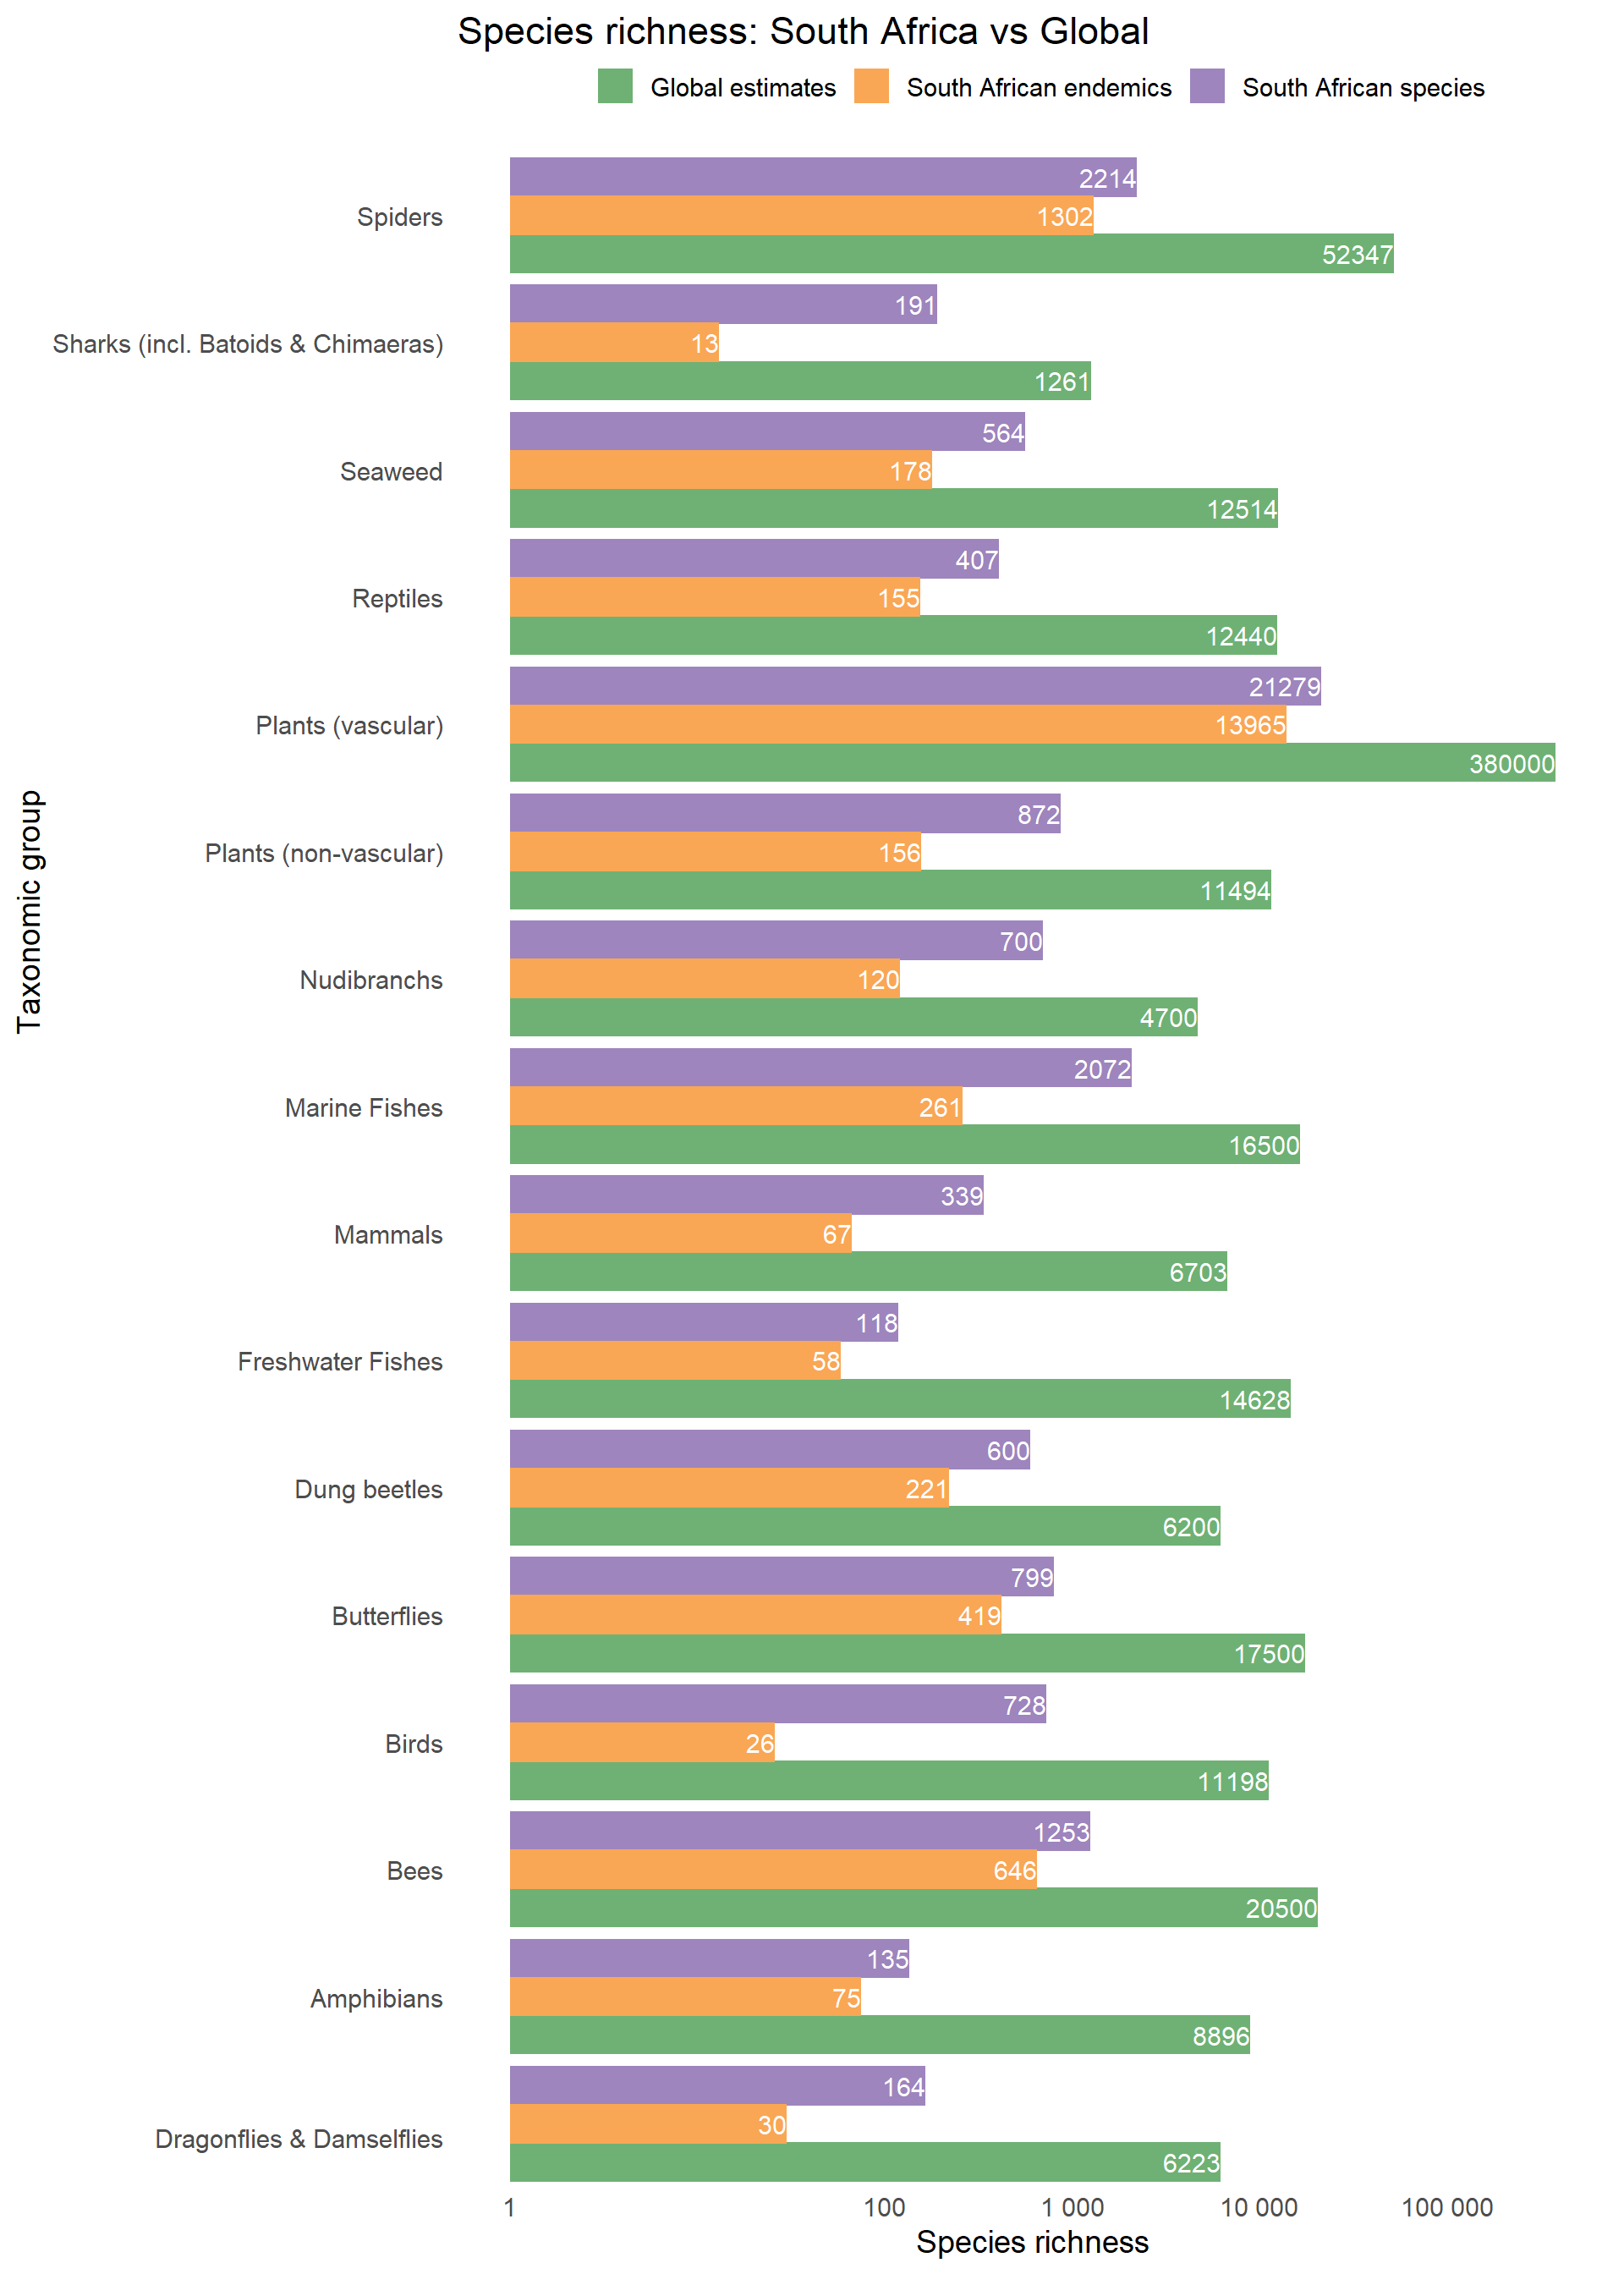 Species richness: South Africa vs Global
Global estimates South African endemics South African species
2214
Spiders 1302
52347
191
Sharks (incl. Batoids & Chimaeras) 13
1261
564
Seaweed 178
12514
407
Reptiles 155
12440
21279
Plants (vascular) 13965
380000
872
Plants (non-vascular) 156
11494
700
Nudibranchs 120
4700
2072
Marine Fishes 261
16500
339
Mammals 67
6703
118
Freshwater Fishes 58
14628
600
Dung beetles 221
6200
799
Butterflies 419
17500
728
Birds 26
11198
1253
Bees 646
20500
135
Amphibians 75
8896
164
Dragonflies & Damselflies 30
6223
1 100 1 000 10 000 100 000
Species richness
Taxonomic group